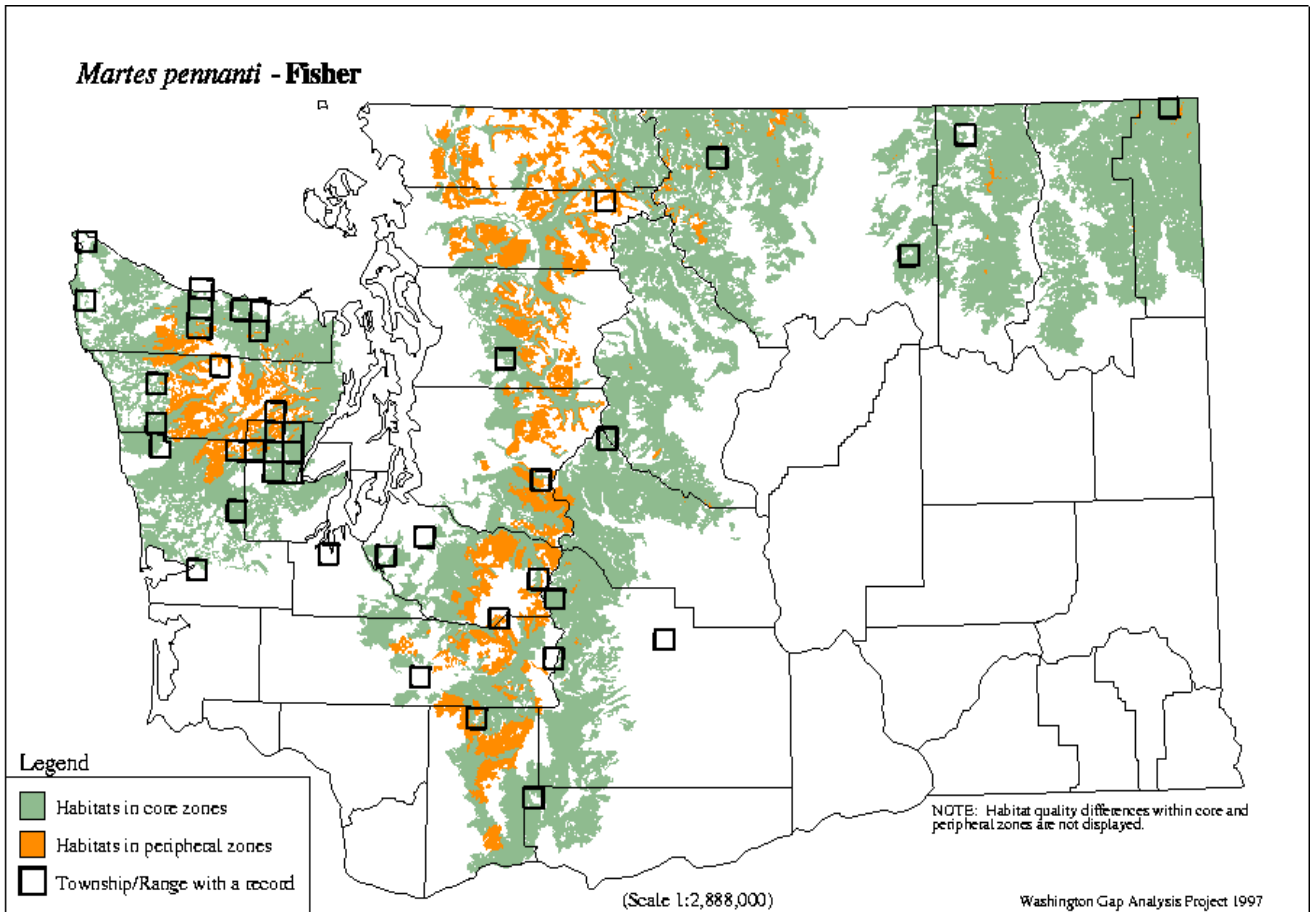 Martes pennanti - Fisher
Legend
Habitats in core zones
Habitats in peripheral zones
Township/Range with a record
NOTE: Habitat quality differences within core and
peripheral zones are not displayed.
(Scale 1:2,888,000)
Washington Gap Analysis Project 1997